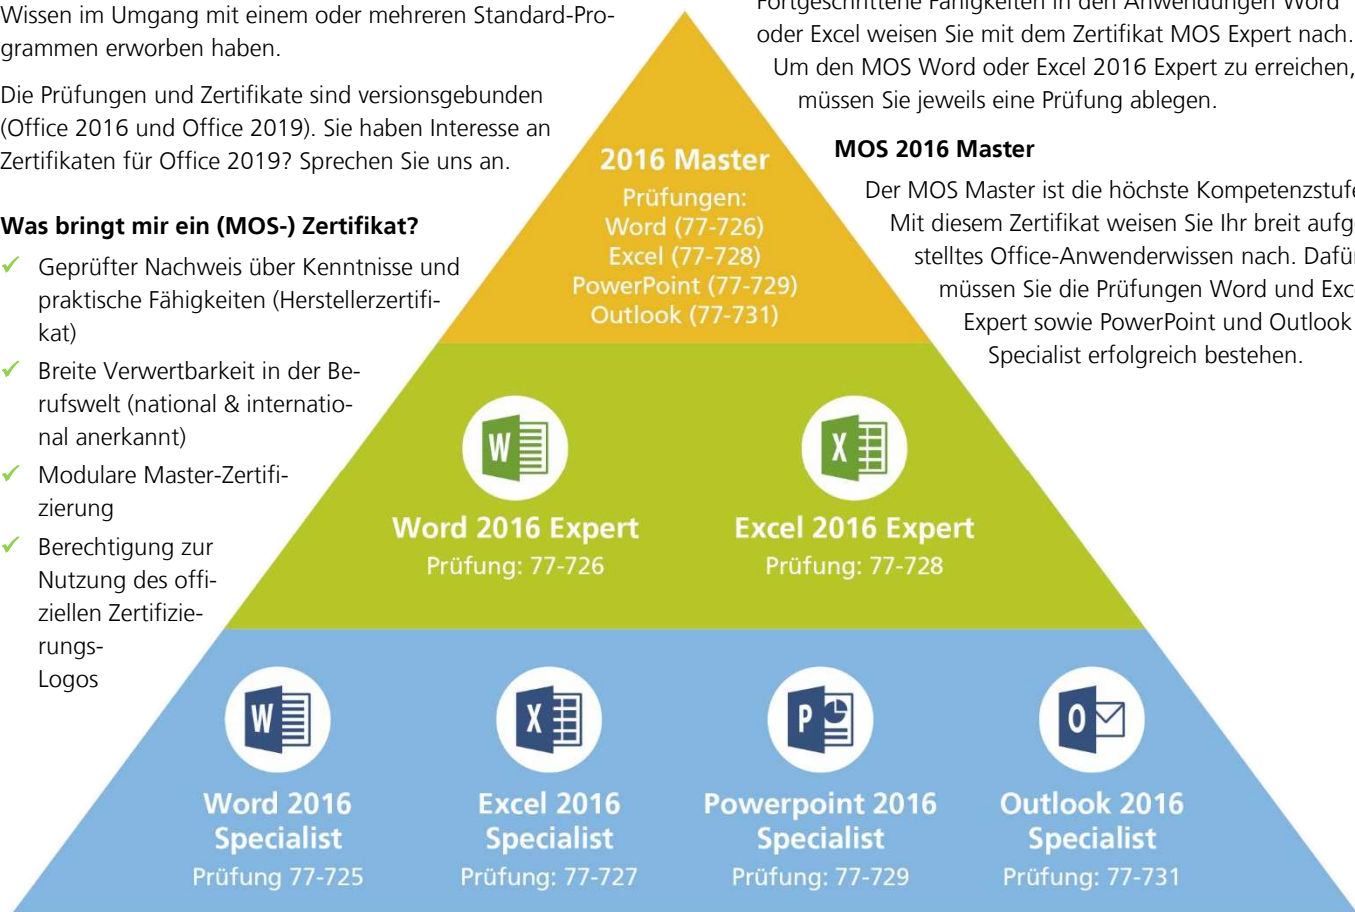 Wissen im Umgang mit einem oder mehreren Standard-Pro-
grammen erworben haben.
Die Prüfungen und Zertifikate sind versionsgebunden
(Office 2016 und Office 2019). Sie haben Interesse an
Zertifikaten für Office 2019? Sprechen Sie uns an.
Was bringt mir ein (MOS-) Zertifikat?
✓ Geprüfter Nachweis über Kenntnisse und
praktische Fähigkeiten (Herstellerzertifi-
kat)
✓ Breite Verwertbarkeit in der Be-
rufswelt (national & internatio-
nal anerkannt)
✓ Modulare Master-Zertifi-
zierung
✓ Berechtigung zur
Nutzung des offi-
ziellen Zertifizie-
rungs-
Logos
Fortgeschrittene Fähigkeiten in den Anwendungen Word
oder Excel weisen Sie mit dem Zertifikat MOS Expert nach.
Um den MOS Word oder Excel 2016 Expert zu erreichen,
müssen Sie jeweils eine Prüfung ablegen.
MOS 2016 Master
Der MOS Master ist die höchste Kompetenzstufe
Mit diesem Zertifikat weisen Sie Ihr breit aufg
stelltes Office-Anwenderwissen nach. Dafür
müssen Sie die Prüfungen Word und Exc
Expert sowie PowerPoint und Outlook
Specialist erfolgreich bestehen.
2016 Master
Prüfungen:
Word (77-726)
Excel (77-728)
PowerPoint (77-729)
Outlook (77-731)
W
Word 2016 Expert
Prüfung: 77-726
X
Excel 2016 Expert
Prüfung: 77-728
W
Word 2016
Specialist
Prüfung 77-725
X
Excel 2016
Specialist
Prüfung: 77-727
P
Powerpoint 2016
Specialist
Prüfung: 77-729
O
Outlook 2016
Specialist
Prüfung: 77-731